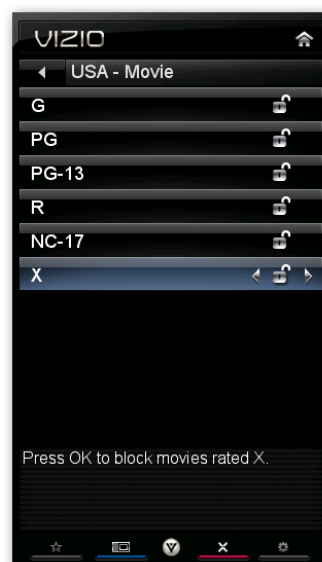 VIZIO
USA - Movie
G
PG
PG-13
R
NC-17
X
Press OK to block movies rated X.
V